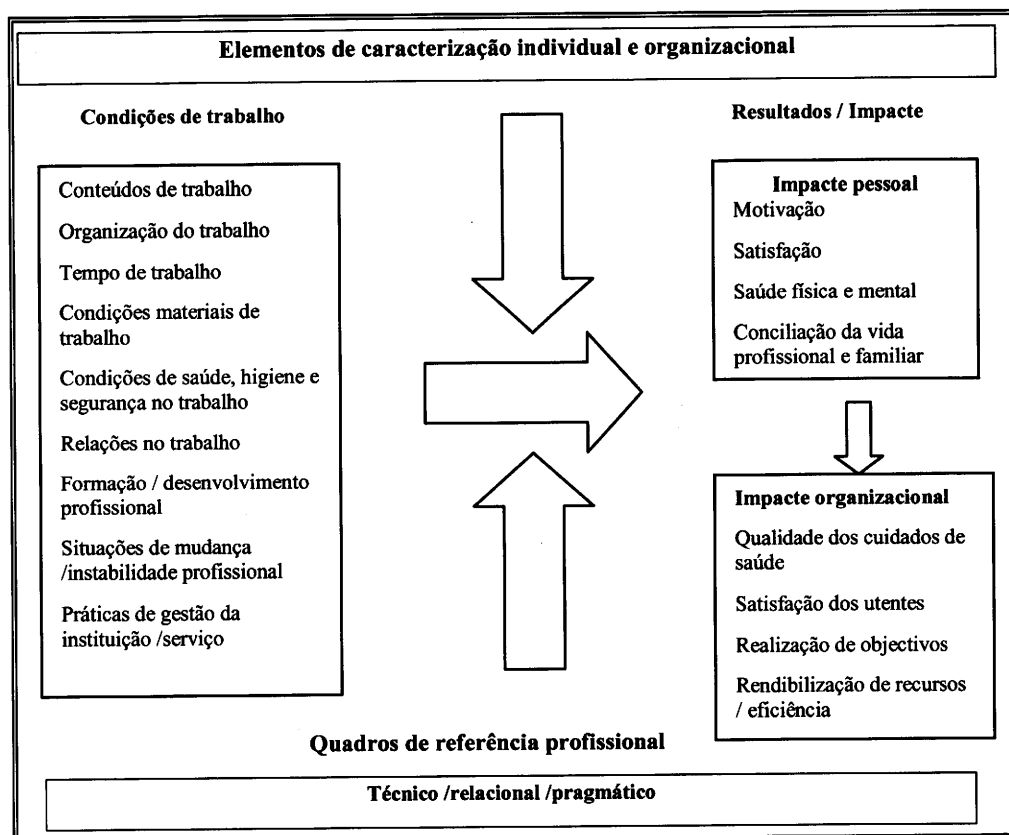 Elementos de caracterização individual e organizacional
Condições de trabalho
Conteúdos de trabalho
Organização do trabalho
Tempo de trabalho
Condições materiais de
trabalho
Condições de saúde, higiene e
segurança no trabalho
Relações no trabalho
Formação / desenvolvimento
profissional
Situações de mudança
/instabilidade profissional
Práticas de gestão da
instituição /serviço
Resultados / Impacte
Impacte pessoal
Motivação
Satisfação
Saúde física e mental
Conciliação da vida
profissional e familiar
Impacte organizacional
Qualidade dos cuidados de
saúde
Satisfação dos utentes
Realização de objectivos
Rendibilização de recursos
/ eficiência
Quadros de referência profissional
Técnico /relacional /pragmático